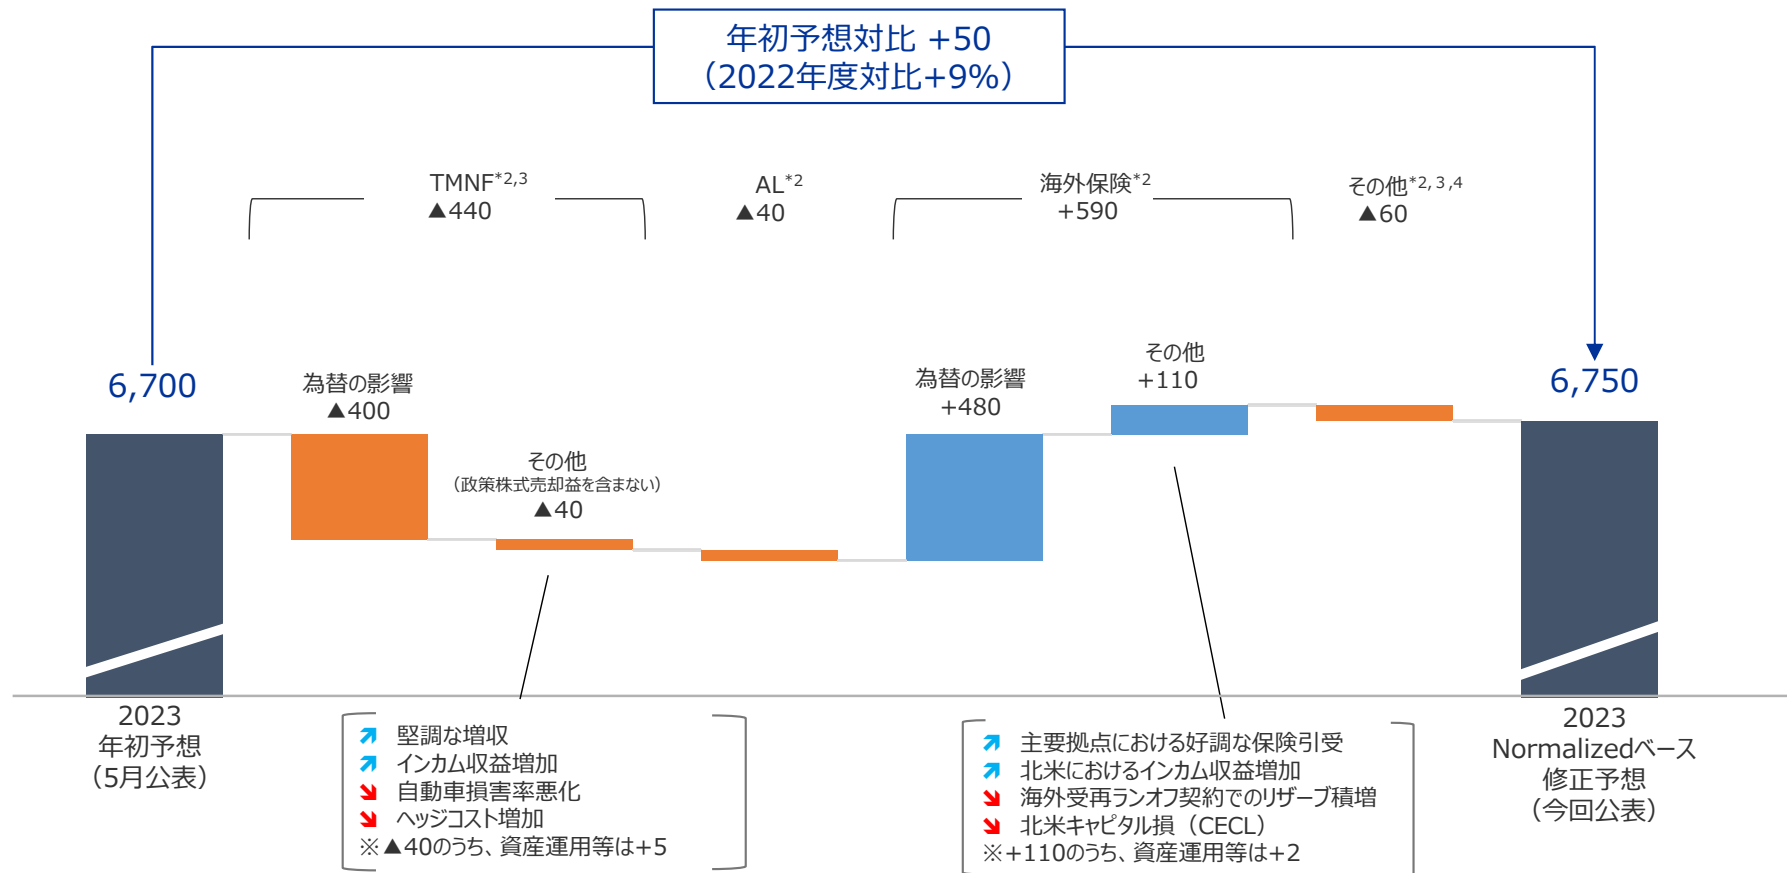 年初予想対比 +50
（2022年度対比+9%）
TMNF*2,3
▲440
AL*2
▲40
海外保険*2
+590
その他*2,3,4
▲60
6,700
為替の影響
▲400
その他
（政策株式売却益を含まない）
▲40
為替の影響
+480
その他
+110
6,750
2023
年初予想
（5月公表）
堅調な増収
インカム収益増加
自動車損害率悪化
ヘッジコスト増加
※▲40のうち、資産運用等は+5
主要拠点における好調な保険引受
北米におけるインカム収益増加
海外受再ランオフ契約でのリザーブ積増
北米キャピタル損（CECL）
※+110のうち、資産運用等は+2
2023
Normalizedベース
修正予想
（今回公表）